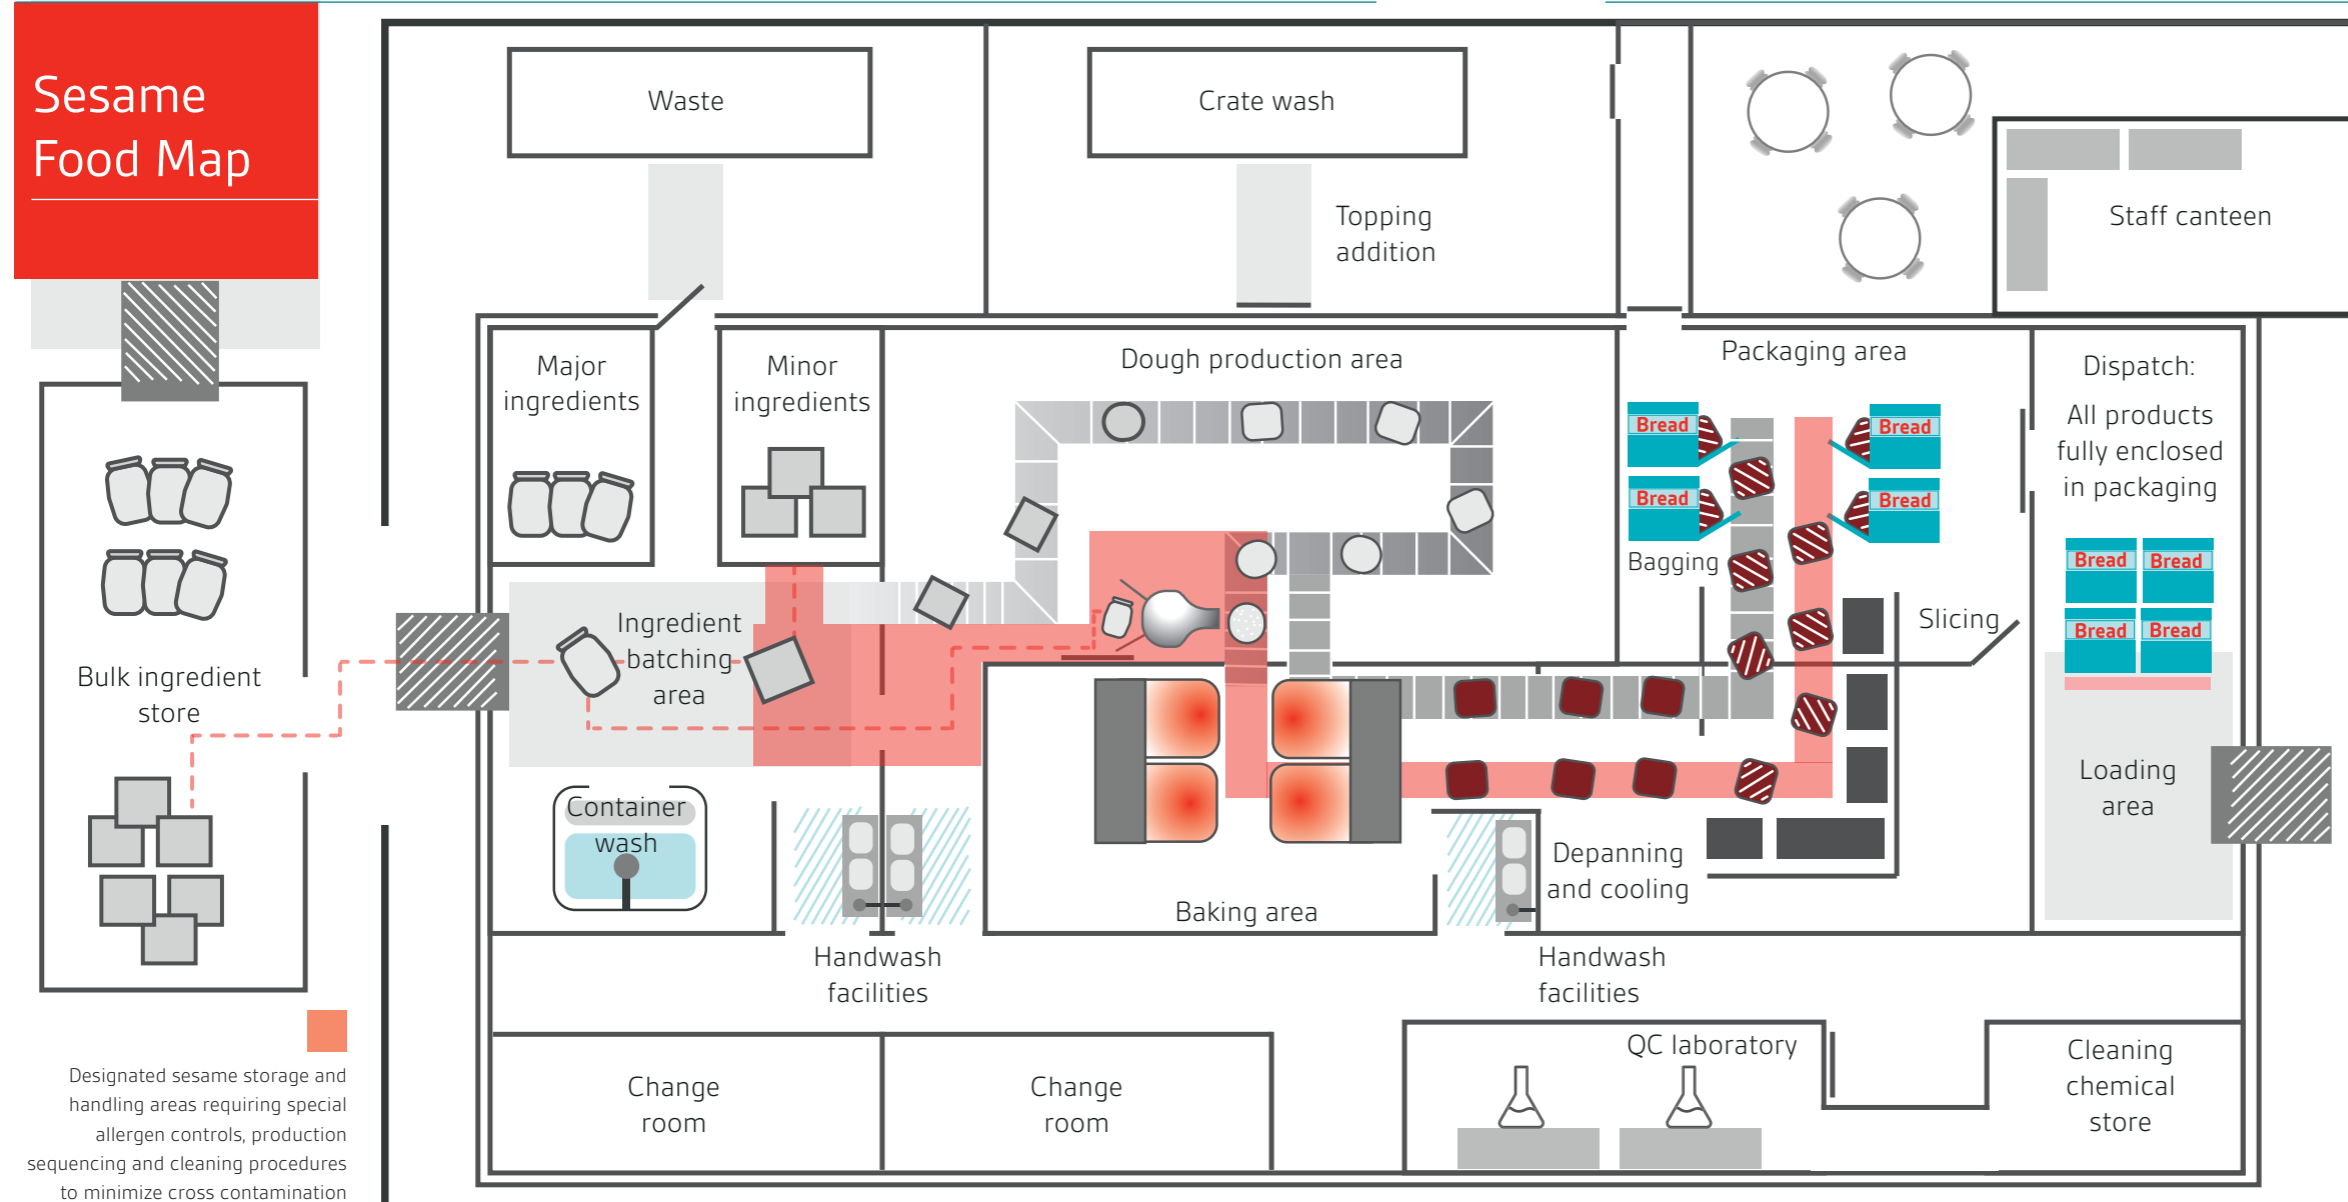 Sesame
Food Map
Waste
Crate wash
Topping
addition
Staff canteen
Major
ingredients
Minor
ingredients
Dough production area
Packaging area
Dispatch:
All products
fully enclosed
in packaging
Bread
Bread
Bread
Bread
Bagging
Slicing
Bread
Bread
Bread
Bread
Bulk ingredient
store
Ingredient
batching
area
Loading
area
Container
wash
Baking area
Depanning
and cooling
Handwash
facilities
Handwash
facilities
Designated sesame storage and
handling areas requiring special
allergen controls, production
sequencing and cleaning procedures
to minimize cross contamination
Change
room
Change
room
QC laboratory
Cleaning
chemical
store